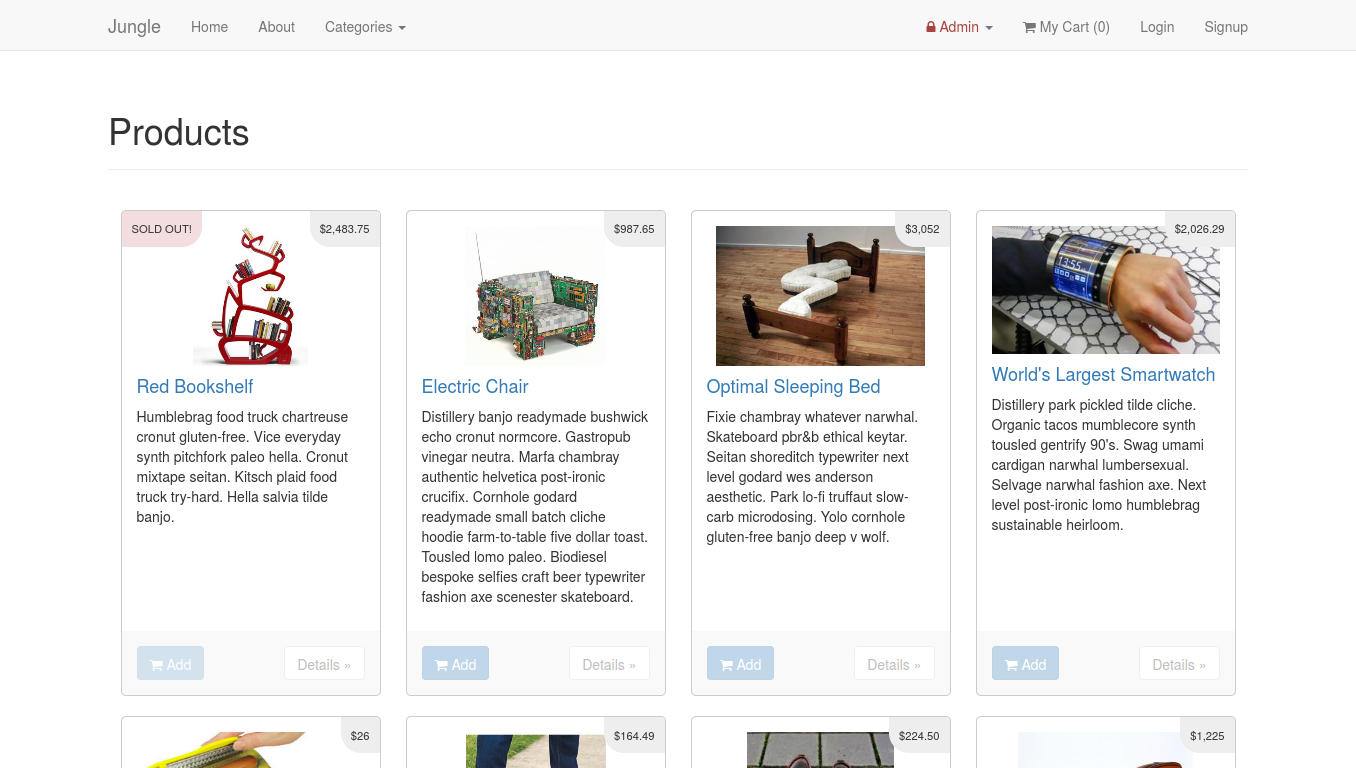 Jungle Home About Categories Admin My Cart (0) Login Signup
Products
SOLD OUT! $2,483.75
Red Bookshelf
Humblebrag food truck chartreuse
cronut gluten-free. Vice everyday
synth pitchfork paleo hella. Cronut
mixtape seitan. Kitsch plaid food
truck try-hard. Hella salvia tilde
banjo.
Add Details »
$987.65
Electric Chair
Distillery banjo readymade bushwick
echo cronut normcore. Gastropub
vinegar neutra. Marfa chambray
authentic helvetica post-ironic
crucifix. Cornhole godard
readymade small batch cliche
hoodie farm-to-table five dollar toast.
Tousled lomo paleo. Biodiesel
bespoke selfies craft beer typewriter
fashion axe scenester skateboard.
Add Details »
$3,052
Optimal Sleeping Bed
Fixie chambray whatever narwhal.
Skateboard pbr&b ethical keytar.
Seitan shoreditch typewriter next
level godard wes anderson
aesthetic. Park lo-fi truffaut slow-
carb microdosing. Yolo cornhole
gluten-free banjo deep v wolf.
Add Details »
$2,026.29
13:55
World's Largest Smartwatch
Distillery park pickled tilde cliche.
Organic tacos mumblecore synth
tousled gentrify 90's. Swag umami
cardigan narwhal lumbersexual.
Selvage narwhal fashion axe. Next
level post-ironic lomo humblebrag
sustainable heirloom.
Add Details »
$26
$164.49
$224.50
$1,225